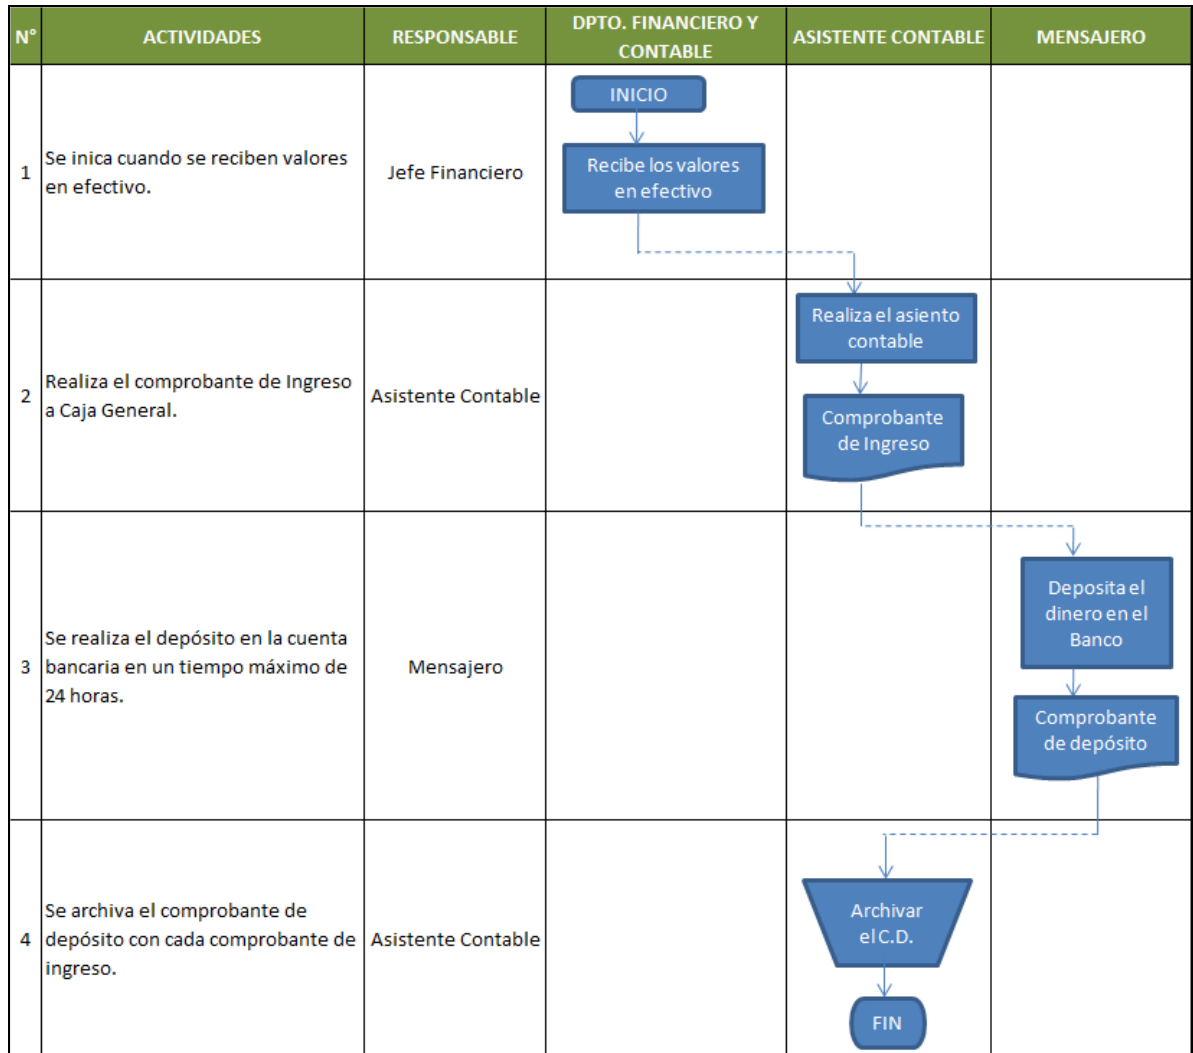 N°
ACTIVIDADES
RESPONSABLE
DPTO. FINANCIERO Y
CONTABLE
ASISTENTE CONTABLE
MENSAJERO
1
Se inica cuando se reciben valores
en efectivo.
Jefe Financiero
INICIO
Recibe los valores
en efectivo
2
Realiza el comprobante de Ingreso
a Caja General.
Asistente Contable
Realiza el asiento
contable
Comprobante
de Ingreso
3
Se realiza el depósito en la cuenta
bancaria en un tiempo máximo de
24 horas.
Mensajero
Deposita el
dinero en el
Banco
Comprobante
de depósito
4
Se archiva el comprobante de
depósito con cada comprobante de
ingreso.
Asistente Contable
Archivar
el C.D.
FIN